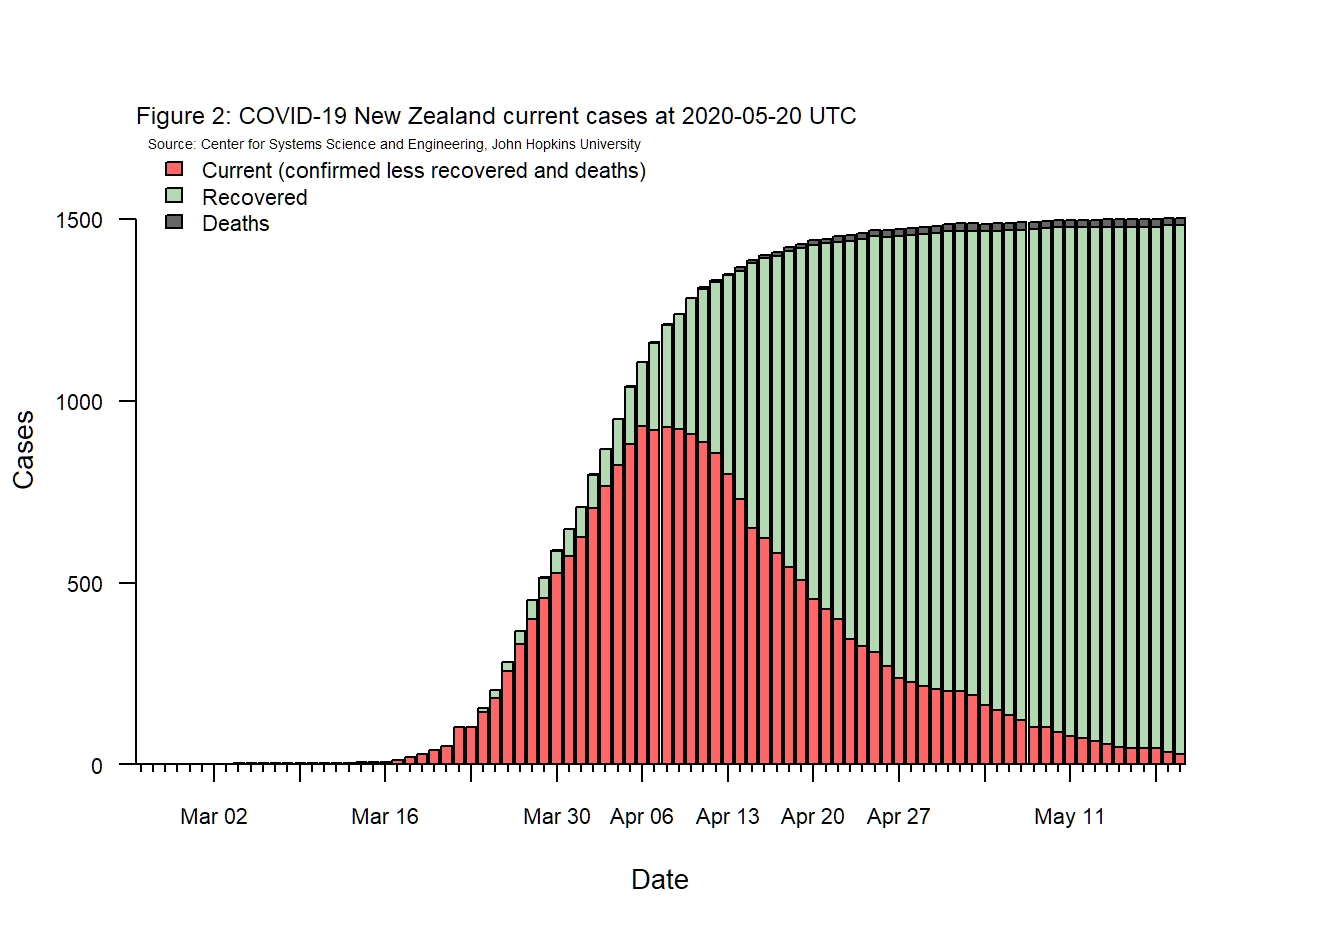 Figure 2: COVID-19 New Zealand current cases at 2020-05-20 UTC
Source: Center for Systems Science and Engineering, John Hopkins University
Current (confirmed less recovered and deaths)
Recovered
Deaths
1500
1000
500
0
Cases
Mar 02 Mar 16 Mar 30 Apr 06 Apr 13 Apr 20 Apr 27 May 11
Date